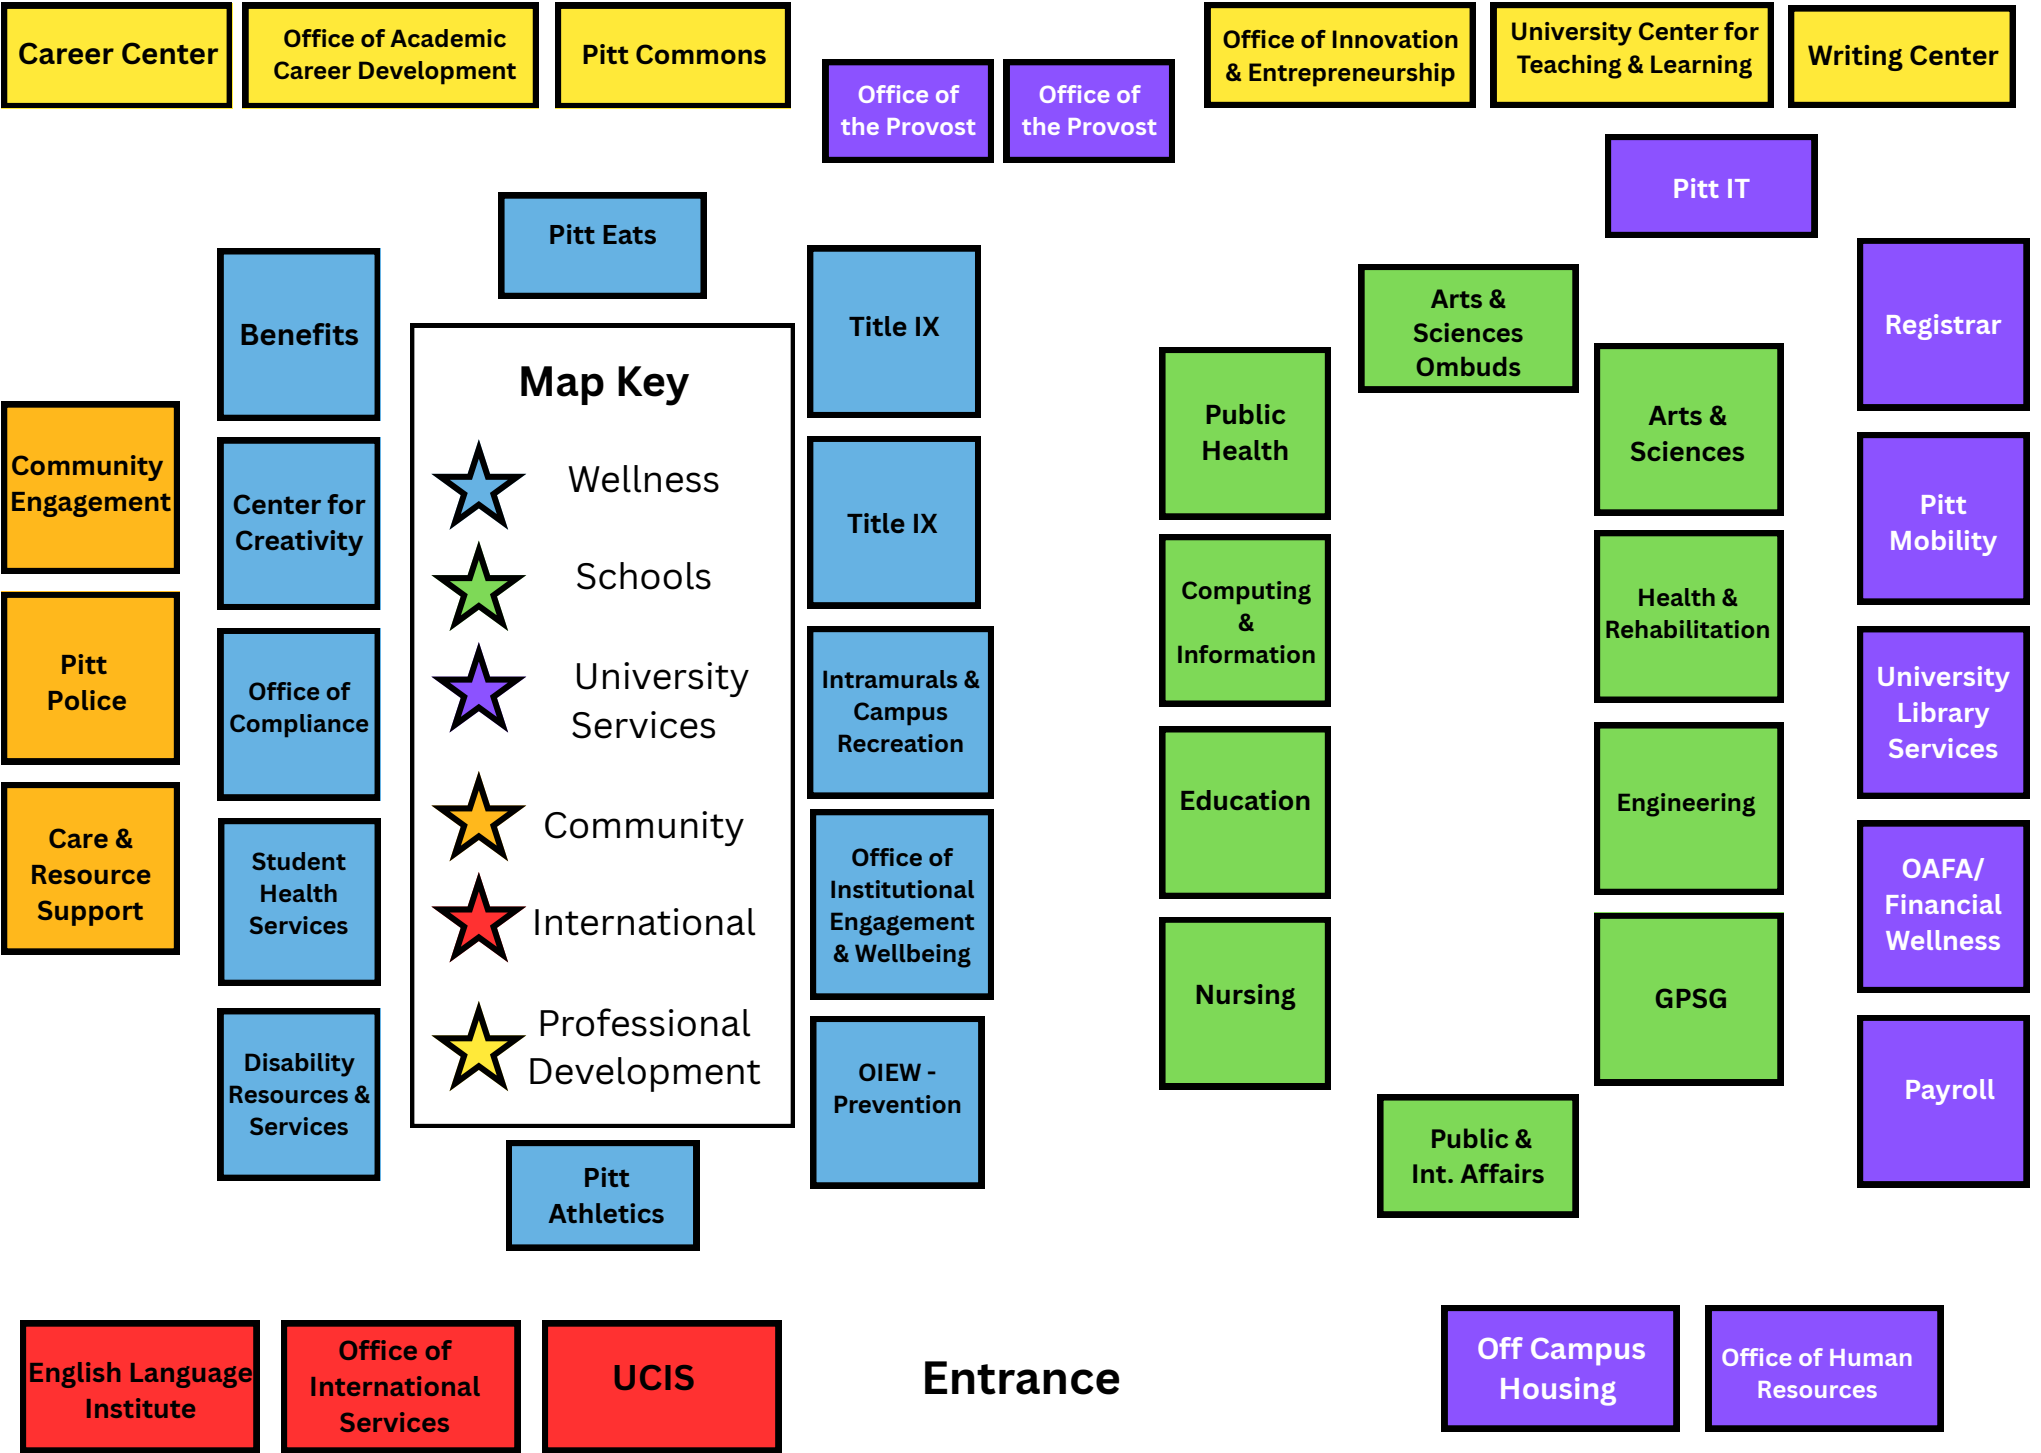 Career Center
Office of Academic
Career Development
Pitt Commons
Office of
the Provost
Office of
the Provost
Office of Innovation
& Entrepreneurship
University Center for
Teaching & Learning
Writing Center
Pitt IT
Pitt Eats
Benefits
Title IX
Arts &
Sciences
Ombuds
Registrar
Community
Engagement
Center for
Creativity
Pitt
Police
Office of
Compliance
Care &
Resource
Support
Student
Health
Services
Disability
Resources &
Services
Map Key
Wellness
Schools
University
Services
Community
International
Professional
Development
Pitt
Athletics
Title IX
Intramurals &
Campus
Recreation
Office of
Institutional
Engagement
& Wellbeing
OIEW -
Prevention
Public
Health
Computing
&
Information
Education
Nursing
Arts &
Sciences
Health &
Rehabilitation
Engineering
GPSG
Public &
Int. Affairs
Pitt
Mobility
University
Library
Services
OAFA/
Financial
Wellness
Payroll
English Language
Institute
Office of
International
Services
UCIS
Entrance
Off Campus
Housing
Office of Human
Resources